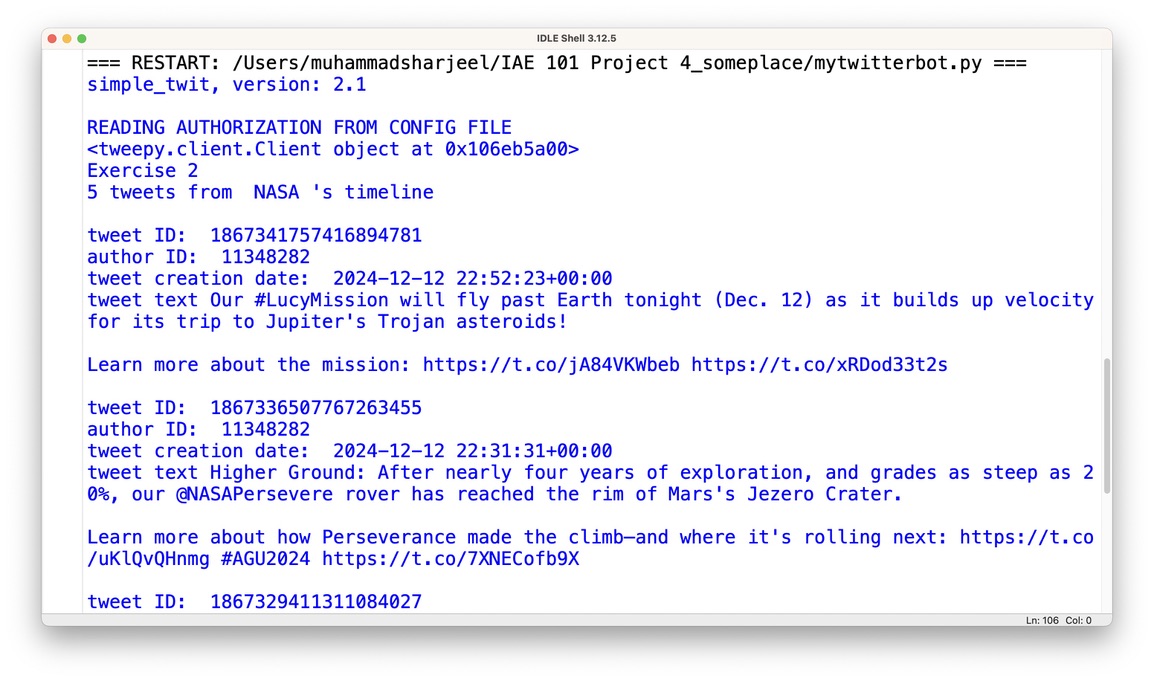 IDLE Shell 3.12.5
=== RESTART: /Users/muhammadsharjeel/IAE 101 Project 4_someplace/mytwitterbot.py ===
simple_twit, version: 2.1
READING AUTHORIZATION FROM CONFIG FILE
<tweepy.client.Client object at 0x106eb5a00>
Exercise 2
5 tweets from  NASA 's timeline
tweet ID:  1867341757416894781
author ID:  11348282
tweet creation date:  2024-12-12 22:52:23+00:00
tweet text Our #LucyMission will fly past Earth tonight (Dec. 12) as it builds up velocity
for its trip to Jupiter's Trojan asteroids!
Learn more about the mission: https://t.co/jA84VKWbeb https://t.co/xRDod33t2s
tweet ID:  1867336507767263455
author ID:  11348282
tweet creation date:  2024-12-12 22:31:31+00:00
tweet text Higher Ground: After nearly four years of exploration, and grades as steep as 2
0%, our @NASAPersevere rover has reached the rim of Mars's Jezero Crater.
Learn more about how Perseverance made the climb—and where it's rolling next: https://t.co
/uKlQvQHnmg #AGU2024 https://t.co/7XNECofb9X
tweet ID:  1867329411311084027
Ln: 106  Col: 0